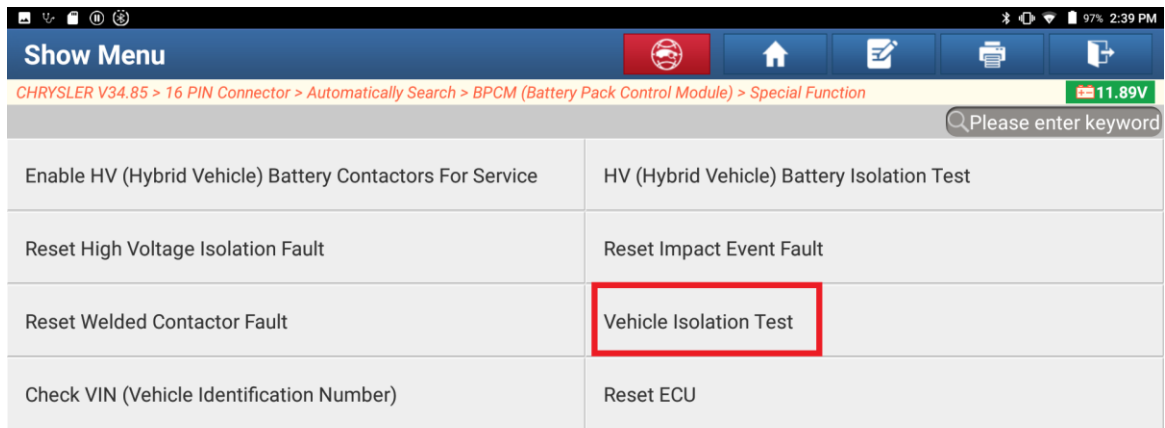 97% 2:39 PM
Show Menu
CHRYSLER V34.85 > 16 PIN Connector > Automatically Search > BPCM (Battery Pack Control Module) > Special Function
11.89V
Please enter keyword
Enable HV (Hybrid Vehicle) Battery Contactors For Service
HV (Hybrid Vehicle) Battery Isolation Test
Reset High Voltage Isolation Fault
Reset Impact Event Fault
Reset Welded Contactor Fault
Vehicle Isolation Test
Check VIN (Vehicle Identification Number)
Reset ECU